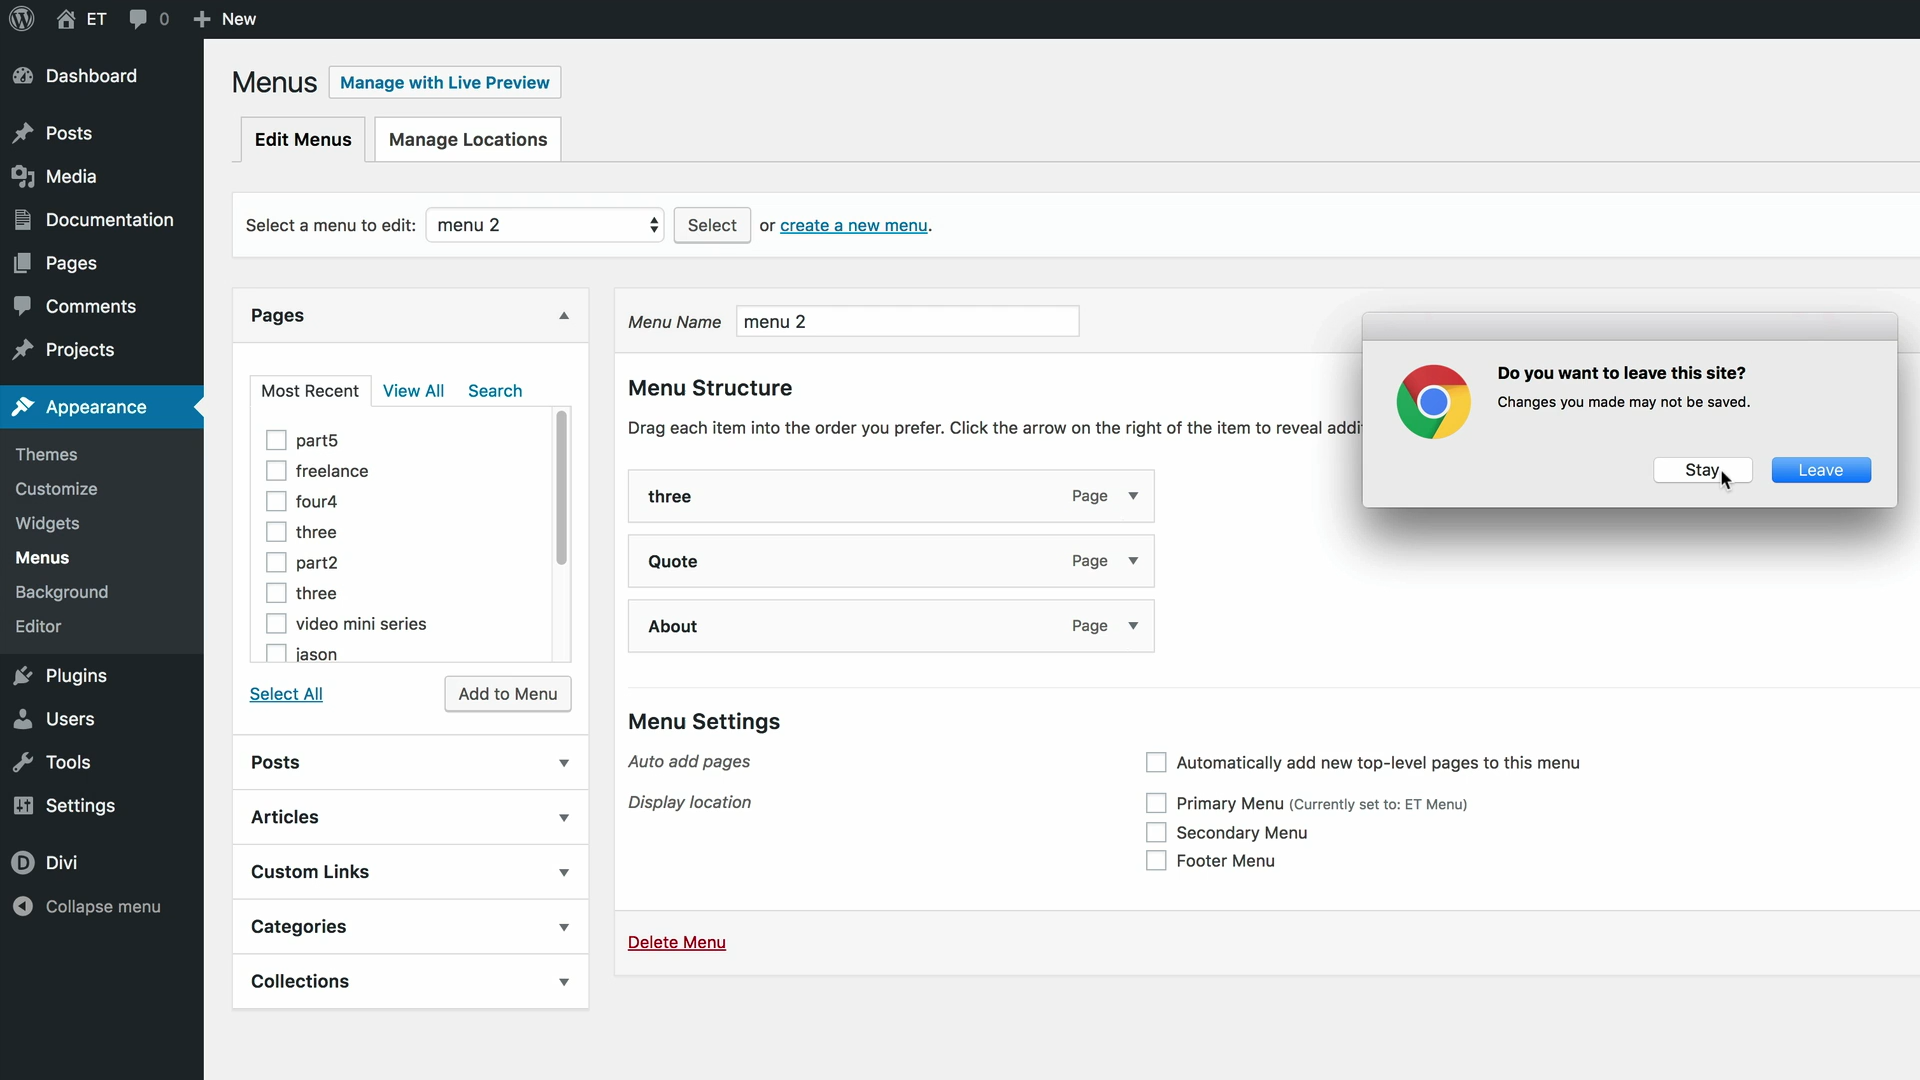 ET 0 New
Dashboard
Posts
Media
Documentation
Pages
Comments
Projects
Appearance
Themes
Customize
Widgets
Menus
Background
Editor
Plugins
Users
Tools
Settings
Divi
Collapse menu
Menus Manage with Live Preview
Edit Menus Manage Locations
Select a menu to edit: menu 2 Select or create a new menu.
Pages
Most Recent View All Search
part5
freelance
four4
three
part2
three
video mini series
jason
Select All Add to Menu
Posts
Articles
Custom Links
Categories
Collections
Menu Name menu 2
Menu Structure
Drag each item into the order you prefer. Click the arrow on the right of the item to reveal addi
three Page
Quote Page
About Page
Menu Settings
Auto add pages Automatically add new top-level pages to this menu
Display location Primary Menu (Currently set to: ET Menu)
Secondary Menu
Footer Menu
Delete Menu
Do you want to leave this site?
Changes you made may not be saved.
Stay Leave